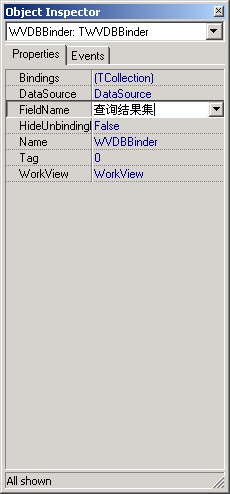 Object Inspector
WVDBBinder: TWVDBBinder
Properties Events
Bindings (TCollection)
DataSource DataSource
FieldName 查询结果集
HideUnbinding False
Name WVDBBinder
Tag 0
WorkView WorkView
All shown